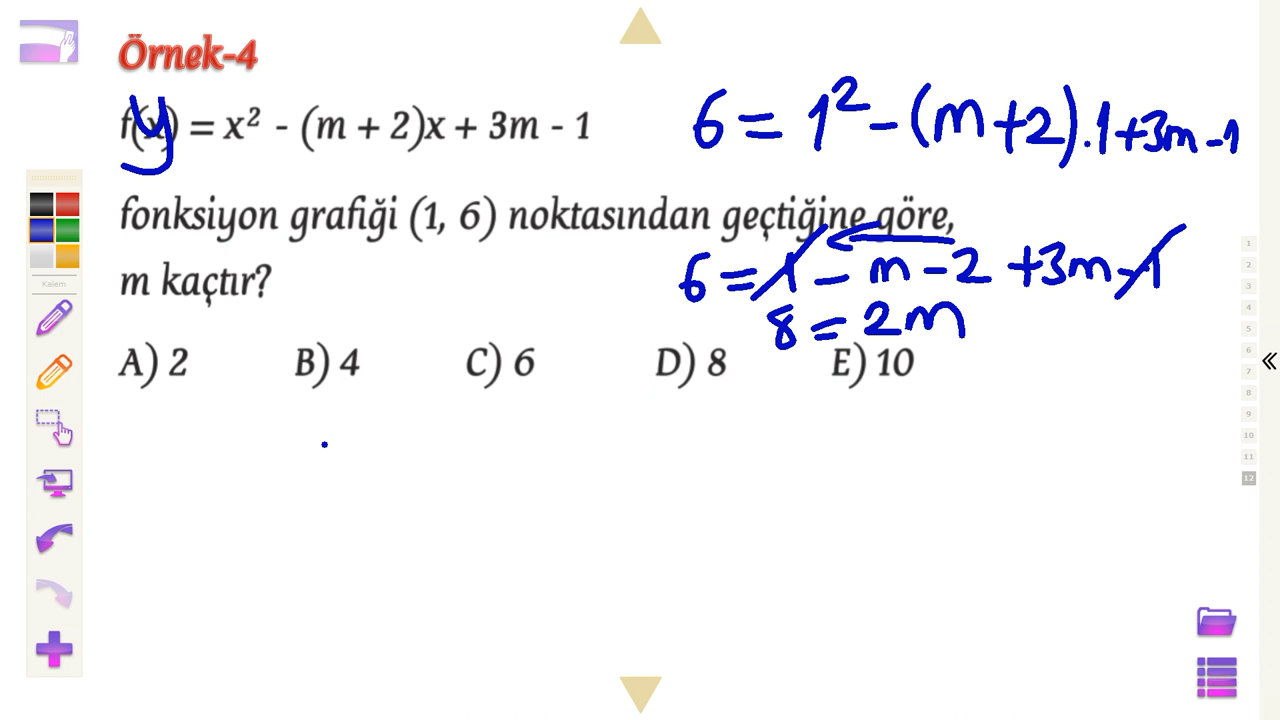 Örnek-4
f(x) = x² - (m + 2)x + 3m - 1
y
fonksiyon grafiği (1, 6) noktasından geçtiğine göre,
m kaçtır?
A) 2 B) 4 C) 6 D) 8 E) 10
6 = 1² - (m+2).1+3m-1
6 = 1 - m - 2 + 3m - 1
8 = 2m
Kalem
1
2
3
4
5
6
7
8
9
10
11
12